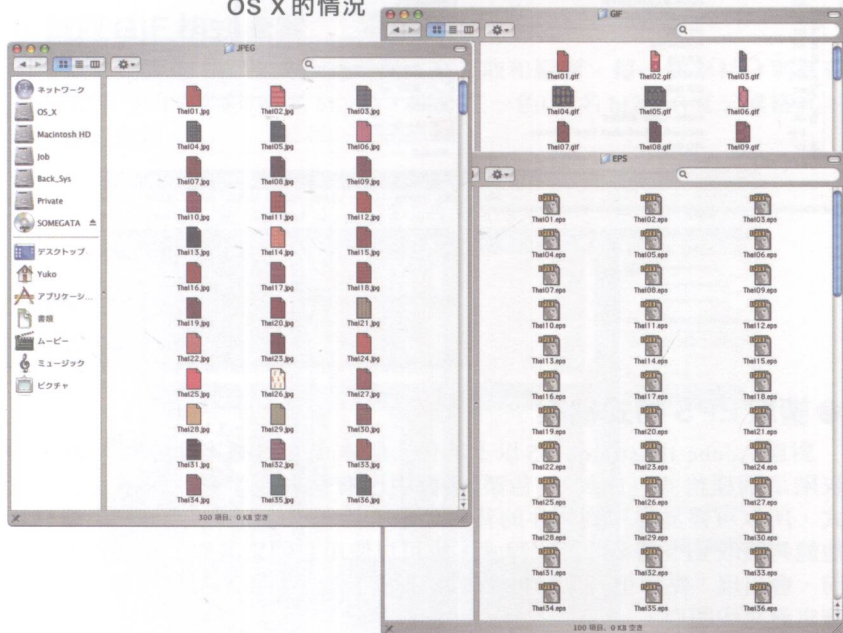 OS X的情況
JPEG
ネットワーク
OS_X
Macintosh HD
Job
Back_Sys
Private
SOMEGATA
デスクトップ
Yuko
アプリケーシ...
書類
ムービー
ミュージック
ピクチャ
Thai01.jpg Thai02.jpg Thai03.jpg
Thai04.jpg Thai05.jpg Thai06.jpg
Thai07.jpg Thai08.jpg Thai09.jpg
Thai10.jpg Thai11.jpg Thai12.jpg
Thai13.jpg Thai14.jpg Thai15.jpg
Thai16.jpg Thai17.jpg Thai18.jpg
Thai19.jpg Thai20.jpg Thai21.jpg
Thai22.jpg Thai23.jpg Thai24.jpg
Thai25.jpg Thai26.jpg Thai27.jpg
Thai28.jpg Thai29.jpg Thai30.jpg
Thai31.jpg Thai32.jpg Thai33.jpg
Thai34.jpg Thai35.jpg Thai36.jpg
300 項目、0 KB 空き
GIF
Thai01.gif Thai02.gif Thai03.gif
Thai04.gif Thai05.gif Thai06.gif
Thai07.gif Thai08.gif Thai09.gif
EPS
Thai01.eps Thai02.eps Thai03.eps
Thai04.eps Thai05.eps Thai06.eps
Thai07.eps Thai08.eps Thai09.eps
Thai10.eps Thai11.eps Thai12.eps
Thai13.eps Thai14.eps Thai15.eps
Thai16.eps Thai17.eps Thai18.eps
Thai19.eps Thai20.eps Thai21.eps
Thai22.eps Thai23.eps Thai24.eps
Thai25.eps Thai26.eps Thai27.eps
Thai28.eps Thai29.eps Thai30.eps
Thai31.eps Thai32.eps Thai33.eps
Thai34.eps Thai35.eps Thai36.eps
100 項目、0 KB 空き